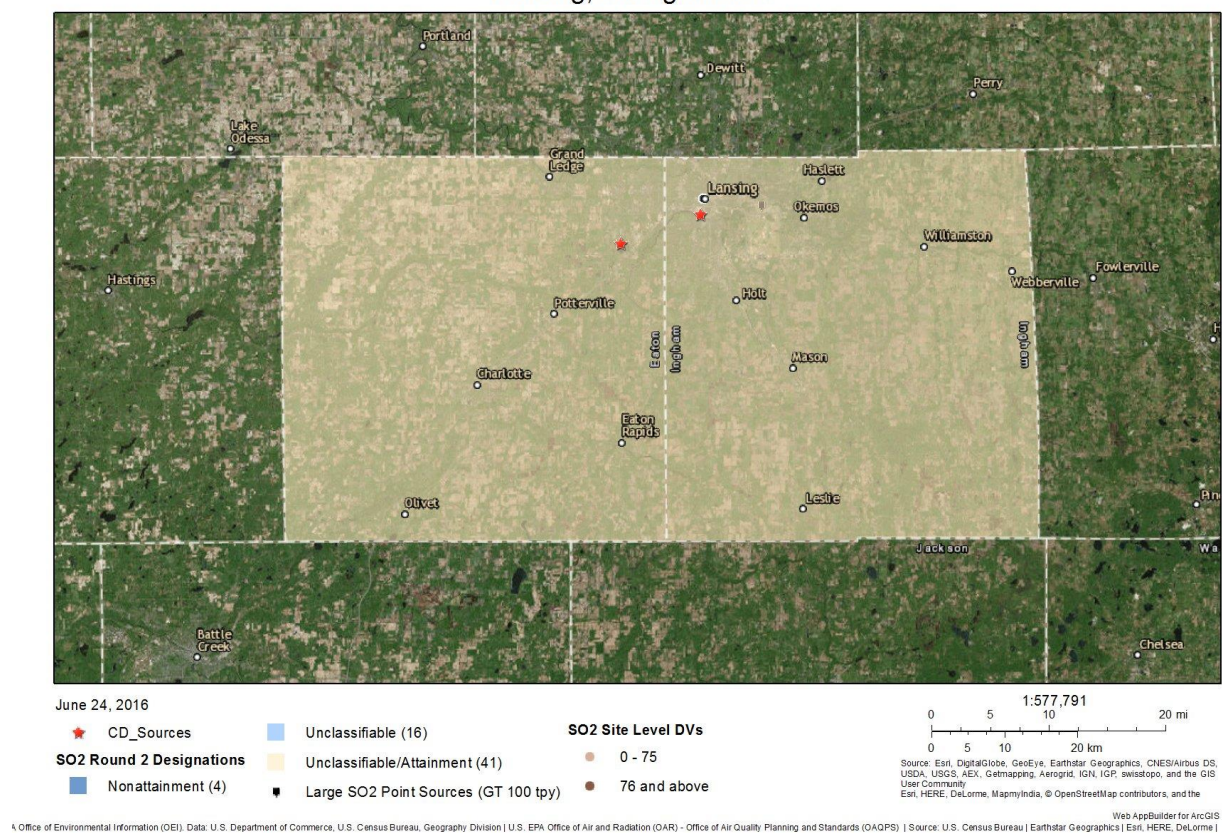 Portland
Dewitt
Perry
Lake
Odessa
Grand
Ledge
Haslett
Lansing
Okemos
Williamston
Hastings
Fowlerville
Webberville
Potterville
Holt
Eaton
Ingham
Ingham
Mason
Charlotte
Eaton
Rapids
Olivet
Leslie
Jackson
Battle
Creek
Chelsea
June 24, 2016
CD_Sources
SO2 Round 2 Designations
Nonattainment (4)
Unclassifiable (16)
Unclassifiable/Attainment (41)
Large SO2 Point Sources (GT 100 tpy)
SO2 Site Level DVs
0 - 75
76 and above
1:577,791
0 5 10 20 mi
0 5 10 20 km
Source: Esri, DigitalGlobe, GeoEye, Earthstar Geographics, CNES/Airbus DS,
USDA, USGS, AEX, Getmapping, Aerogrid, IGN, IGP, swisstopo, and the GIS
User Community
Esri, HERE, DeLorme, MapmyIndia, © OpenStreetMap contributors, and the
Web AppBuilder for ArcGIS
A Office of Environmental Information (OEI). Data: U.S. Department of Commerce, U.S. Census Bureau, Geography Division | U.S. EPA Office of Air and Radiation (OAR) - Office of Air Quality Planning and Standards (OAQPS) | Source: U.S. Census Bureau | Earthstar Geographics | Esri, HERE, DeLorme |